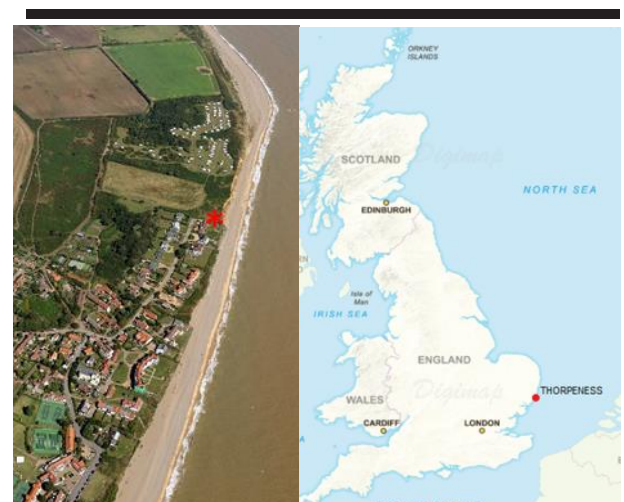 ORKNEY
ISLANDS
SCOTLAND
Digimap
NORTH SEA
EDINBURGH
Isle of
Man
IRISH SEA
ENGLAND
Digimap
THORPENESS
WALES
CARDIFF
LONDON